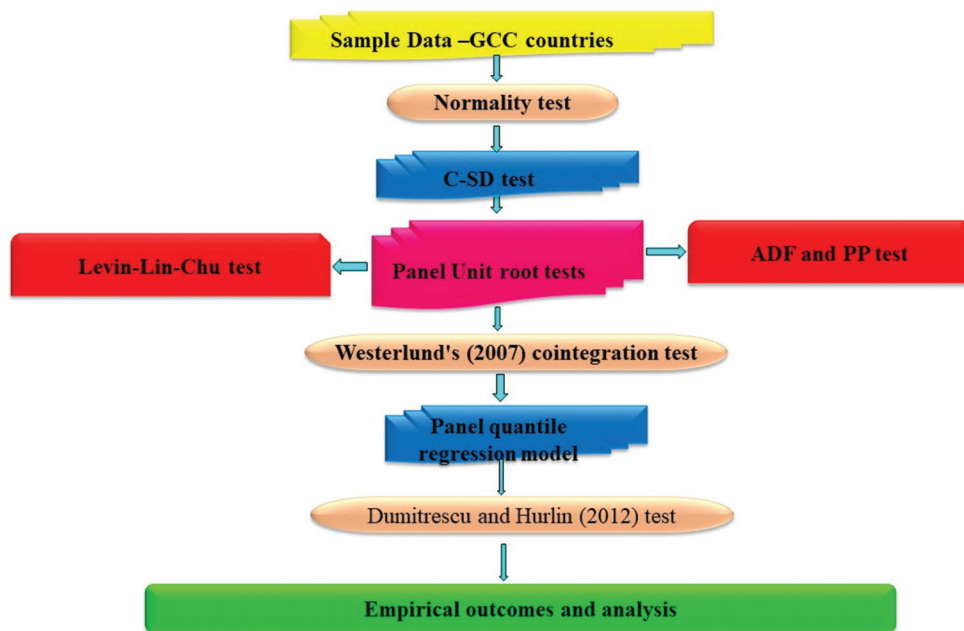 Sample Data –GCC countries
Normality test
C-SD test
Levin-Lin-Chu test
Panel Unit root tests
ADF and PP test
Westerlund's (2007) cointegration test
Panel quantile
regression model
Dumitrescu and Hurlin (2012) test
Empirical outcomes and analysis